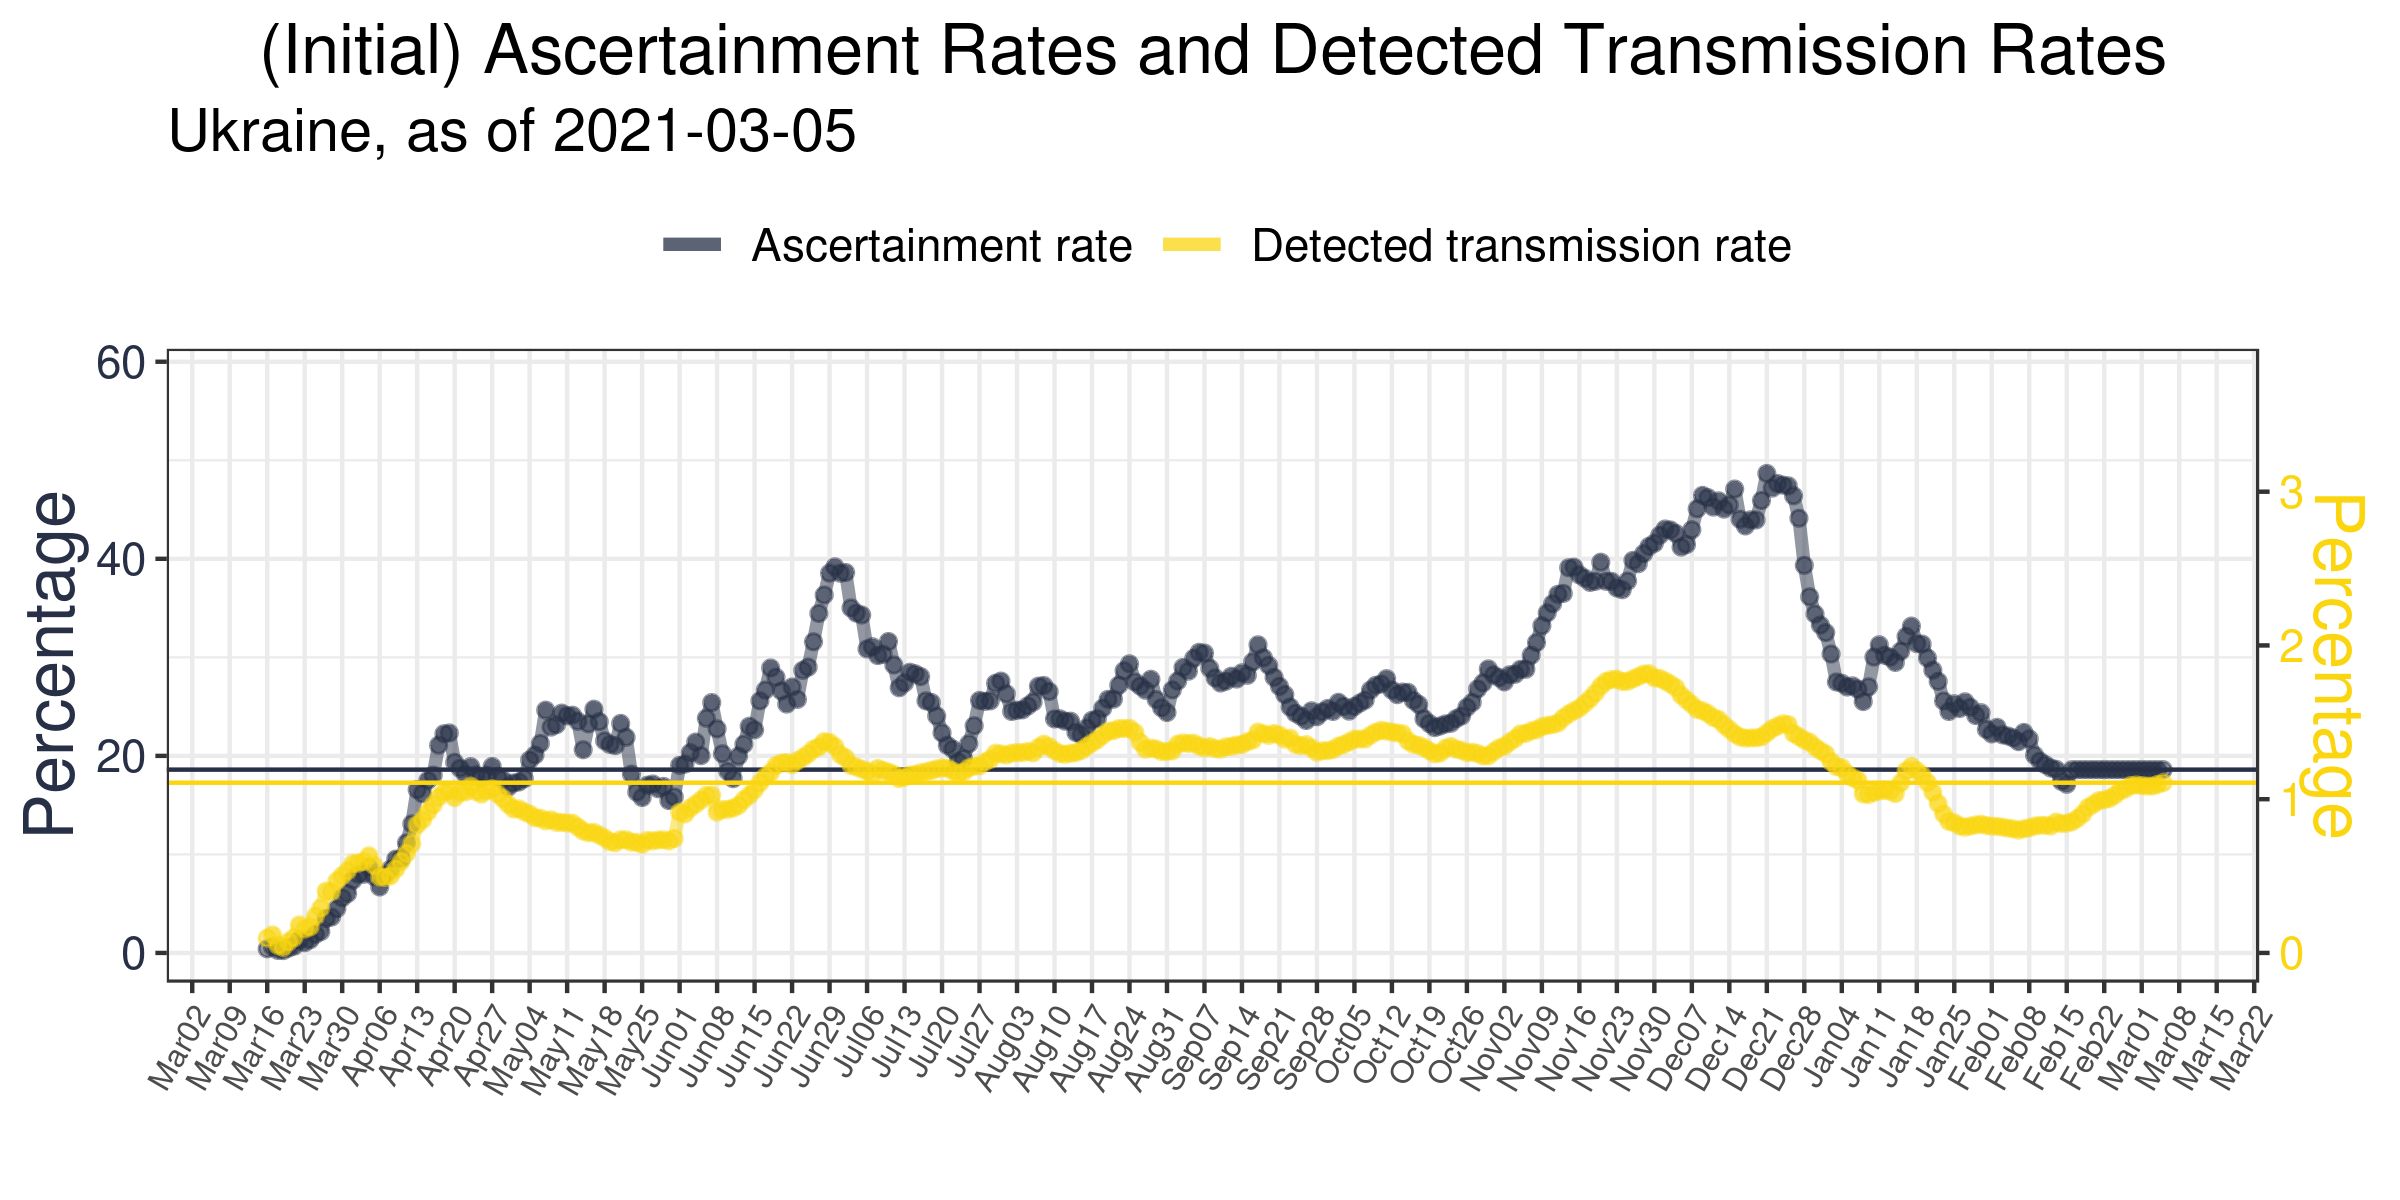 (Initial) Ascertainment Rates and Detected Transmission Rates
Ukraine, as of 2021-03-05
Ascertainment rate Detected transmission rate
Percentage
60
40
20
0
3
2
1
0
Percentage
Mar02 Mar09 Mar16 Mar23 Mar30 Apr06 Apr13 Apr20 Apr27 May04 May11 May18 May25 Jun01 Jun08 Jun15 Jun22 Jun29 Jul06 Jul13 Jul20 Jul27 Aug03 Aug10 Aug17 Aug24 Aug31 Sep07 Sep14 Sep21 Sep28 Oct05 Oct12 Oct19 Oct26 Nov02 Nov09 Nov16 Nov23 Nov30 Dec07 Dec14 Dec21 Dec28 Jan04 Jan11 Jan18 Jan25 Feb01 Feb08 Feb15 Feb22 Mar01 Mar08 Mar15 Mar22